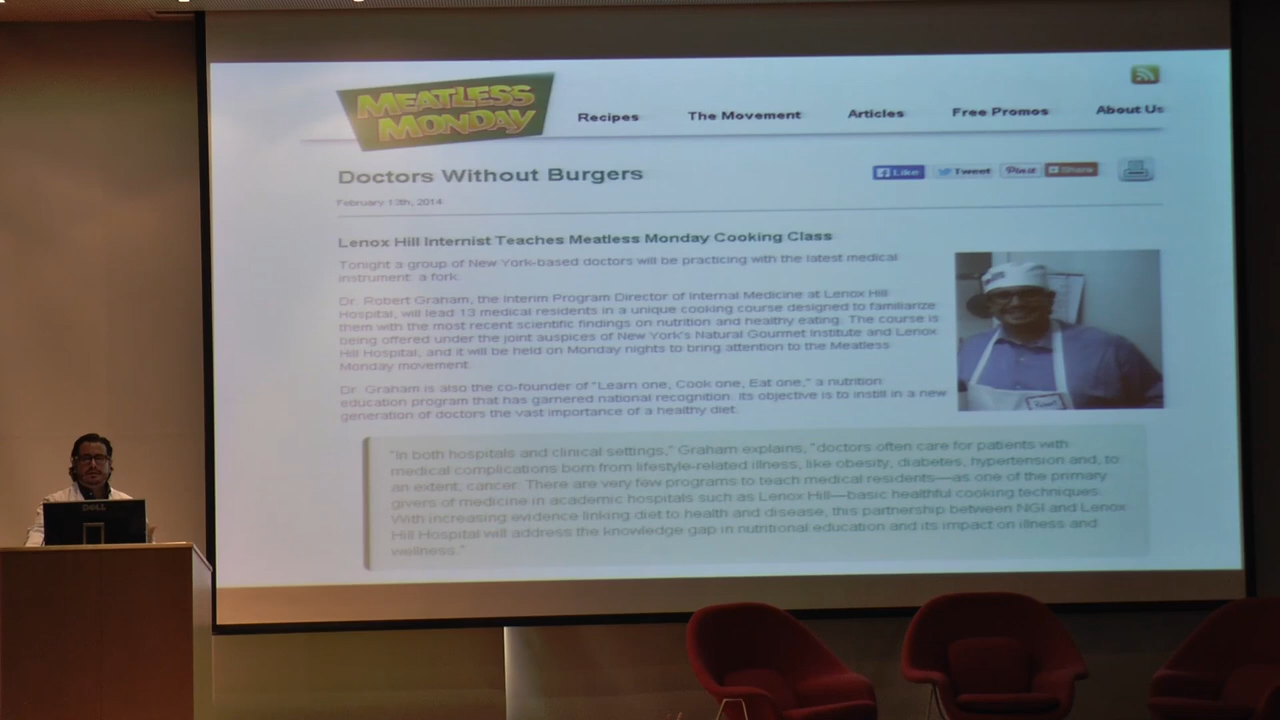 MEATLESS
MONDAY
Recipes The Movement Articles Free Promos About Us
Doctors Without Burgers
Like Tweet Pin it Share
February 13th, 2014
Lenox Hill Internist Teaches Meatless Monday Cooking Class
Tonight a group of New York-based doctors will be practicing with the latest medical
instrument: a fork.
Dr. Robert Graham, the Interim Program Director of Internal Medicine at Lenox Hill
Hospital, will lead 13 medical residents in a unique cooking course designed to familiarize
them with the most recent scientific findings on nutrition and healthy eating. The course is
being offered under the joint auspices of New York's Natural Gourmet Institute and Lenox
Hill Hospital, and it will be held on Monday nights to bring attention to the Meatless
Monday movement.
Dr. Graham is also the co-founder of "Learn one, Cook one, Eat one," a nutrition
education program that has garnered national recognition. Its objective is to instill in a new
generation of doctors the vast importance of a healthy diet.
"In both hospitals and clinical settings," Graham explains, "doctors often care for patients with
medical complications born from lifestyle-related illness, like obesity, diabetes, hypertension and, to
an extent, cancer. There are very few programs to teach medical residents—as one of the primary
givers of medicine in academic hospitals such as Lenox Hill—basic healthful cooking techniques.
With increasing evidence linking diet to health and disease, this partnership between NGI and Lenox
Hill Hospital will address the knowledge gap in nutritional education and its impact on illness and
wellness."
DELL